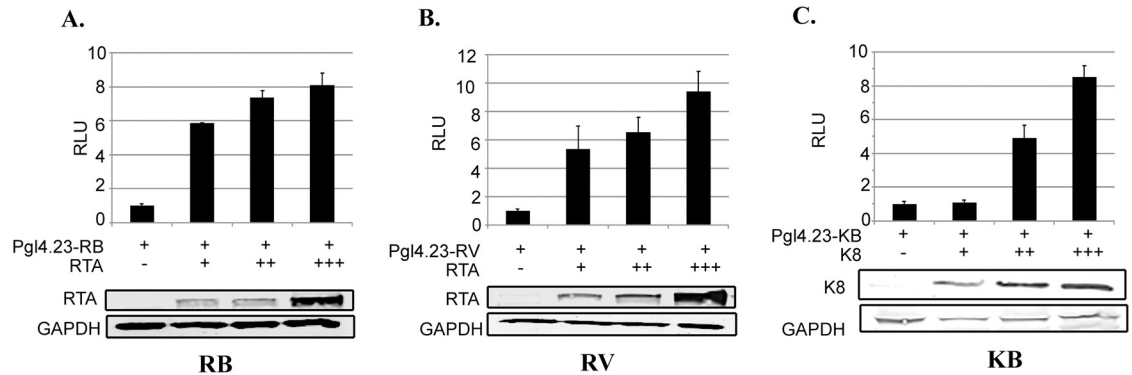 A.
10
8
6
4
2
0
RLU
Pgl4.23-RB + + + +
RTA - + ++ +++
RTA
GAPDH
RB
B.
12
10
8
6
4
2
0
RLU
Pgl4.23-RV + + + +
RTA - + ++ +++
RTA
GAPDH
RV
C.
10
8
6
4
2
0
RLU
Pgl4.23-KB + + + +
K8 - + ++ +++
K8
GAPDH
KB